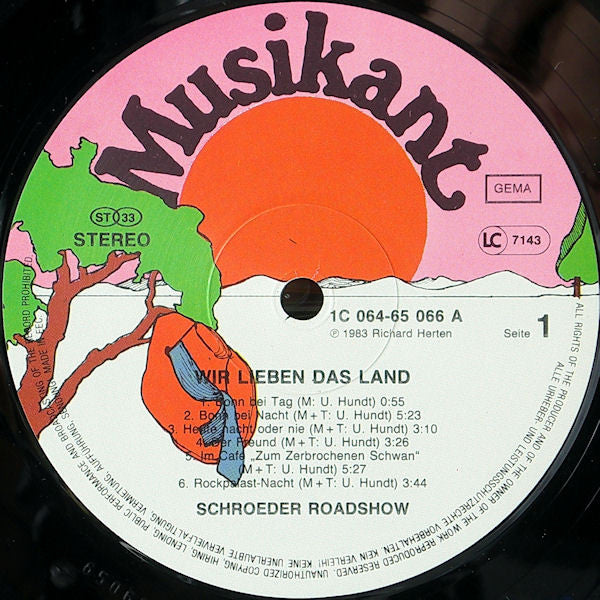 Musikant
GEMA
ST 33
STEREO
LC 7143
1C 064-65 066 A
℗ 1983 Richard Herten
Seite 1
WIR LIEBEN DAS LAND
1. Bonn bei Tag (M: U. Hundt) 0:55
2. Bonn bei Nacht (M + T: U. Hundt) 5:23
3. Heute nacht oder nie (M + T: U. Hundt) 3:10
4. Der Freund (M + T: U. Hundt) 3:26
5. Im Café „Zum Zerbrochenen Schwan“
(M + T: U. Hundt) 5:27
6. Rockpalast-Nacht (M + T: U. Hundt) 3:44
SCHROEDER ROADSHOW
ALL RIGHTS OF THE PRODUCER AND OF THE OWNER OF THE WORK REPRODUCED RESERVED. UNAUTHORIZED COPYING, HIRING, LENDING, PUBLIC PERFORMANCE AND BROADCASTING OF THE RECORD PROHIBITED.
ALLE URHEBER- UND LEISTUNGSSCHUTZRECHTE VORBEHALTEN. KEIN VERLEIH! KEINE UNERLAUBTE VERVIELFÄLTIGUNG, VERMIETUNG, AUFFÜHRUNG, SENDUNG. MADE IN EEC.